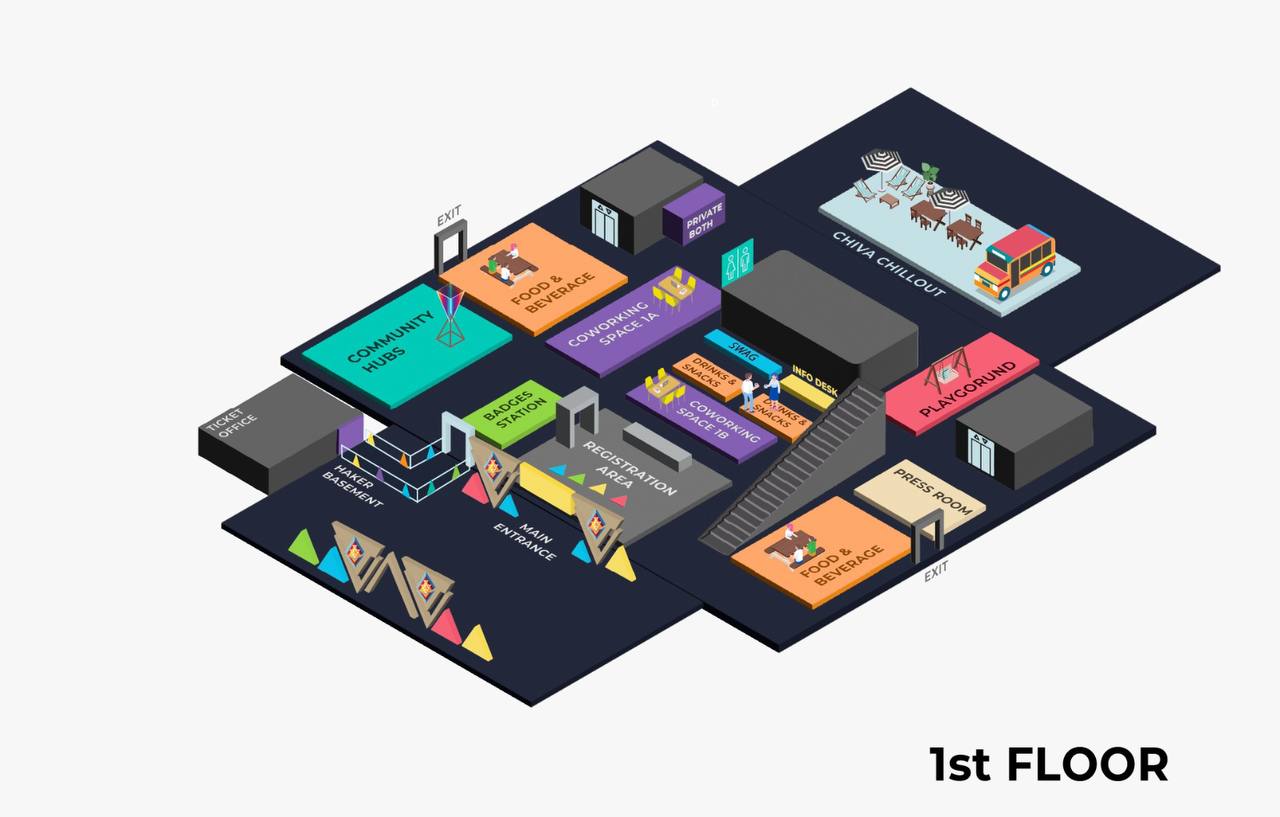 EXIT
PRIVATE
BOTH
CHIVA CHILLOUT
FOOD &
BEVERAGE
COMMUNITY
HUBS
COWORKING
SPACE 1A
SWAG
DRINKS &
SNACKS
INFO DESK
DRINKS &
SNACKS
PLAYGORUND
COWORKING
SPACE 1B
BADGES
STATION
TICKET
OFFICE
REGISTRATION
AREA
HAKER
BASEMENT
MAIN
ENTRANCE
PRESS ROOM
FOOD &
BEVERAGE
EXIT
1st FLOOR